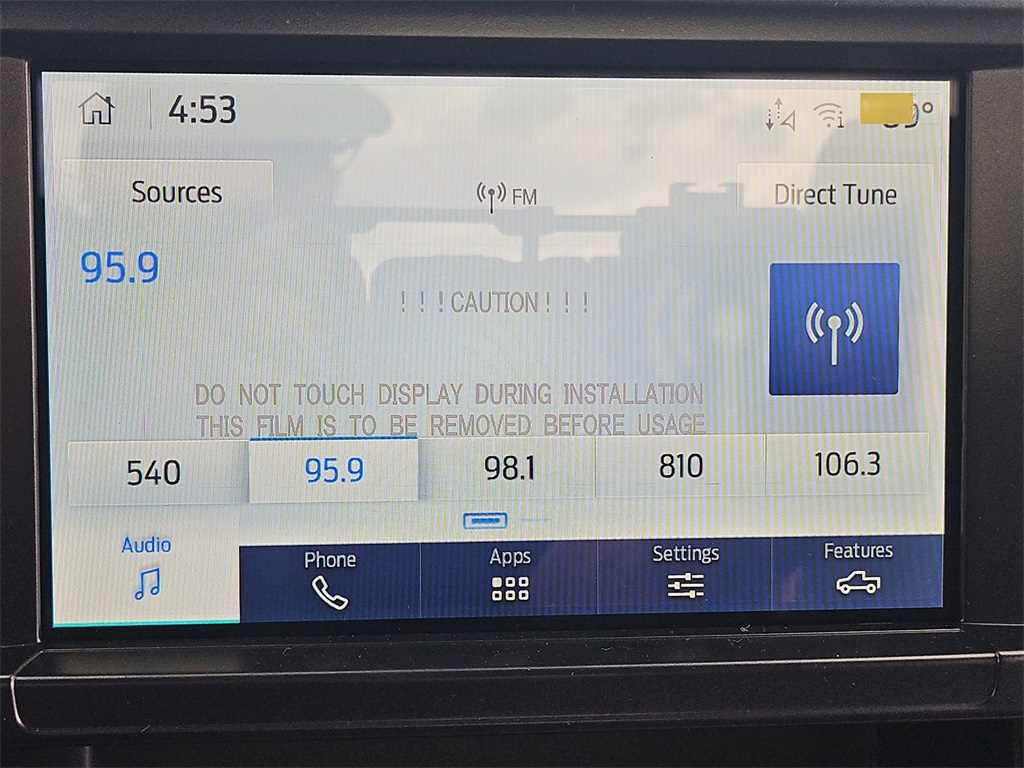 4:53
Sources
FM
Direct Tune
95.9
!!!CAUTION!!!
DO NOT TOUCH DISPLAY DURING INSTALLATION
THIS FILM IS TO BE REMOVED BEFORE USAGE
540 95.9 98.1 810 106.3
Audio Phone Apps Settings Features